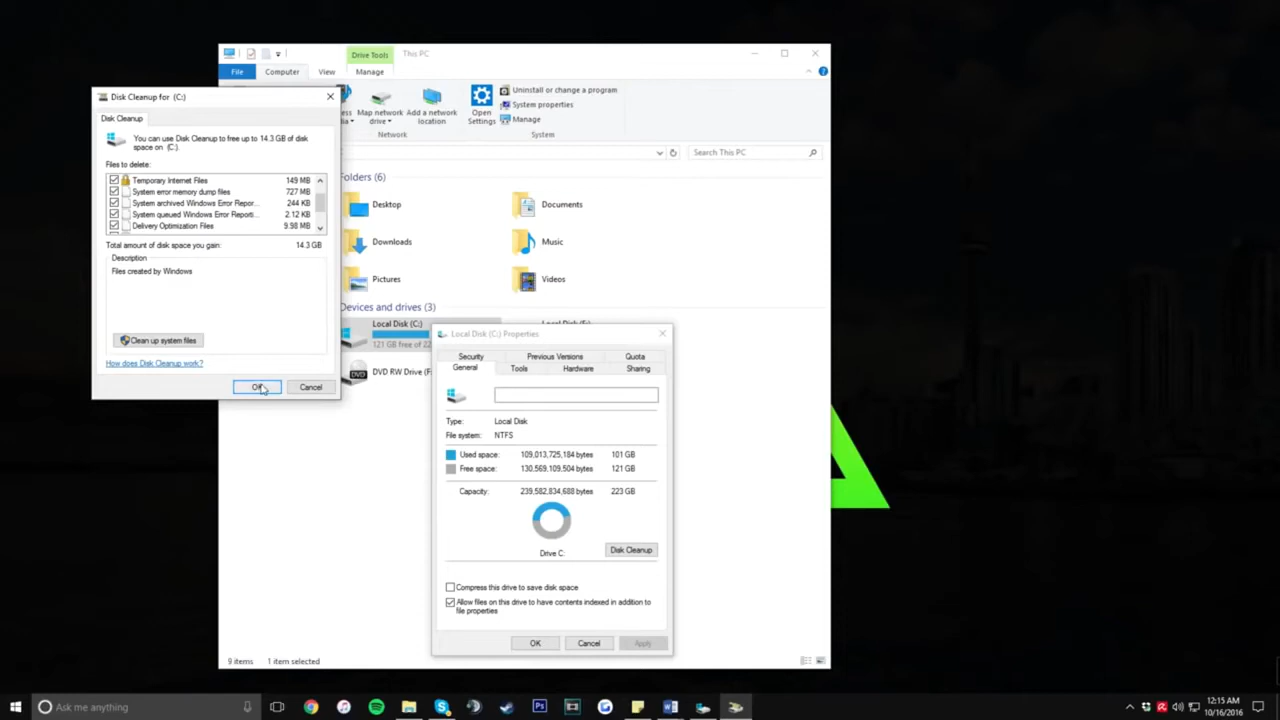 Drive Tools
This PC
File
Computer
View
Manage
Map network
drive
Add a network
location
Open
Settings
Uninstall or change a program
System properties
Manage
Network
System
Search This PC
Disk Cleanup for (C:)
Disk Cleanup
You can use Disk Cleanup to free up to 14.3 GB of disk
space on (C:).
Files to delete:
Temporary Internet Files 149 MB
System error memory dump files 727 MB
System archived Windows Error Repor... 244 KB
System queued Windows Error Reporti... 2.12 KB
Delivery Optimization Files 9.98 MB
Total amount of disk space you gain: 14.3 GB
Description
Files created by Windows
Clean up system files
How does Disk Cleanup work?
OK
Cancel
Folders (6)
Desktop
Documents
Downloads
Music
Pictures
Videos
Devices and drives (3)
Local Disk (C:)
121 GB free of 22
DVD RW Drive (F:
DVD
Local Disk (C:) Properties
Security
Previous Versions
Quota
General
Tools
Hardware
Sharing
Type: Local Disk
File system: NTFS
Used space: 109,013,725,184 bytes 101 GB
Free space: 130,569,109,504 bytes 121 GB
Capacity: 239,582,834,688 bytes 223 GB
Drive C:
Disk Cleanup
Compress this drive to save disk space
Allow files on this drive to have contents indexed in addition to
file properties
OK
Cancel
Apply
9 items
1 item selected
Ask me anything
12:15 AM
10/16/2016